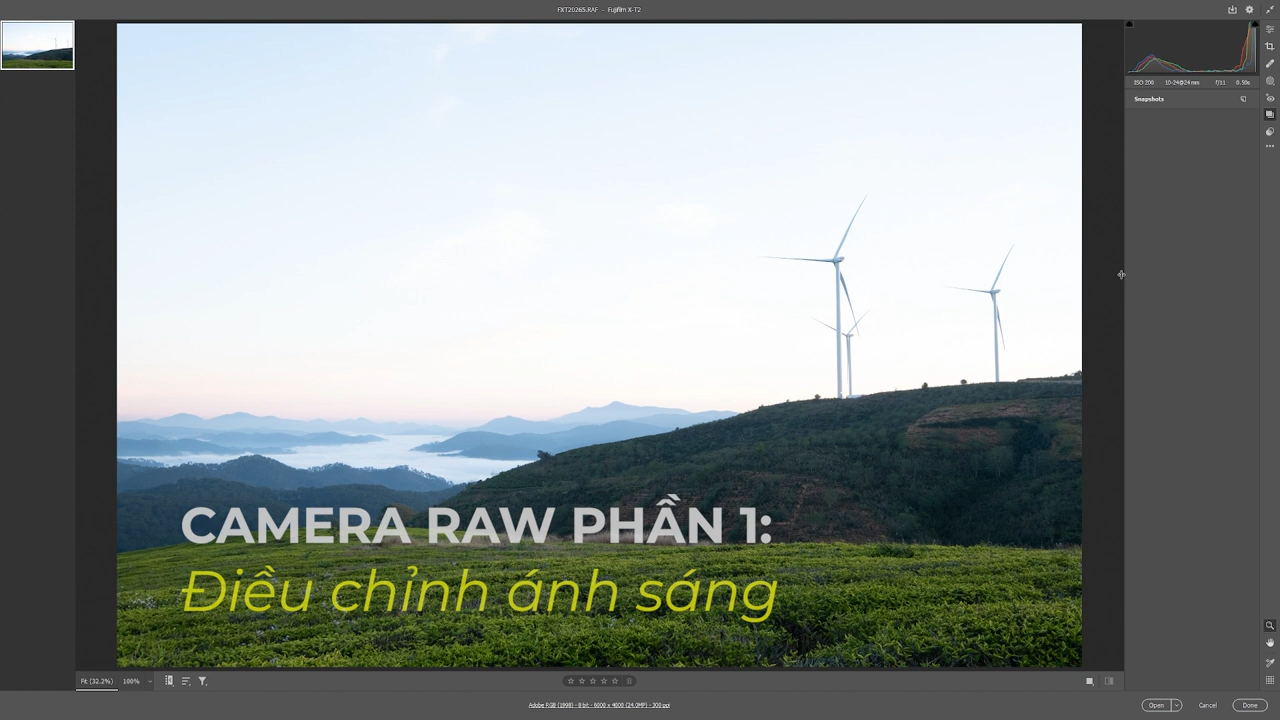 FXT20265.RAF - Fujifilm X-T2
ISO 200 10-24@24 mm f/11 0.50s
Snapshots
CAMERA RAW PHẦN 1:
Điều chỉnh ánh sáng
Fit (32.2%) 100%
Adobe RGB (1998) - 8 bit - 6000 x 4000 (24.0MP) - 300 ppi
Open Cancel Done